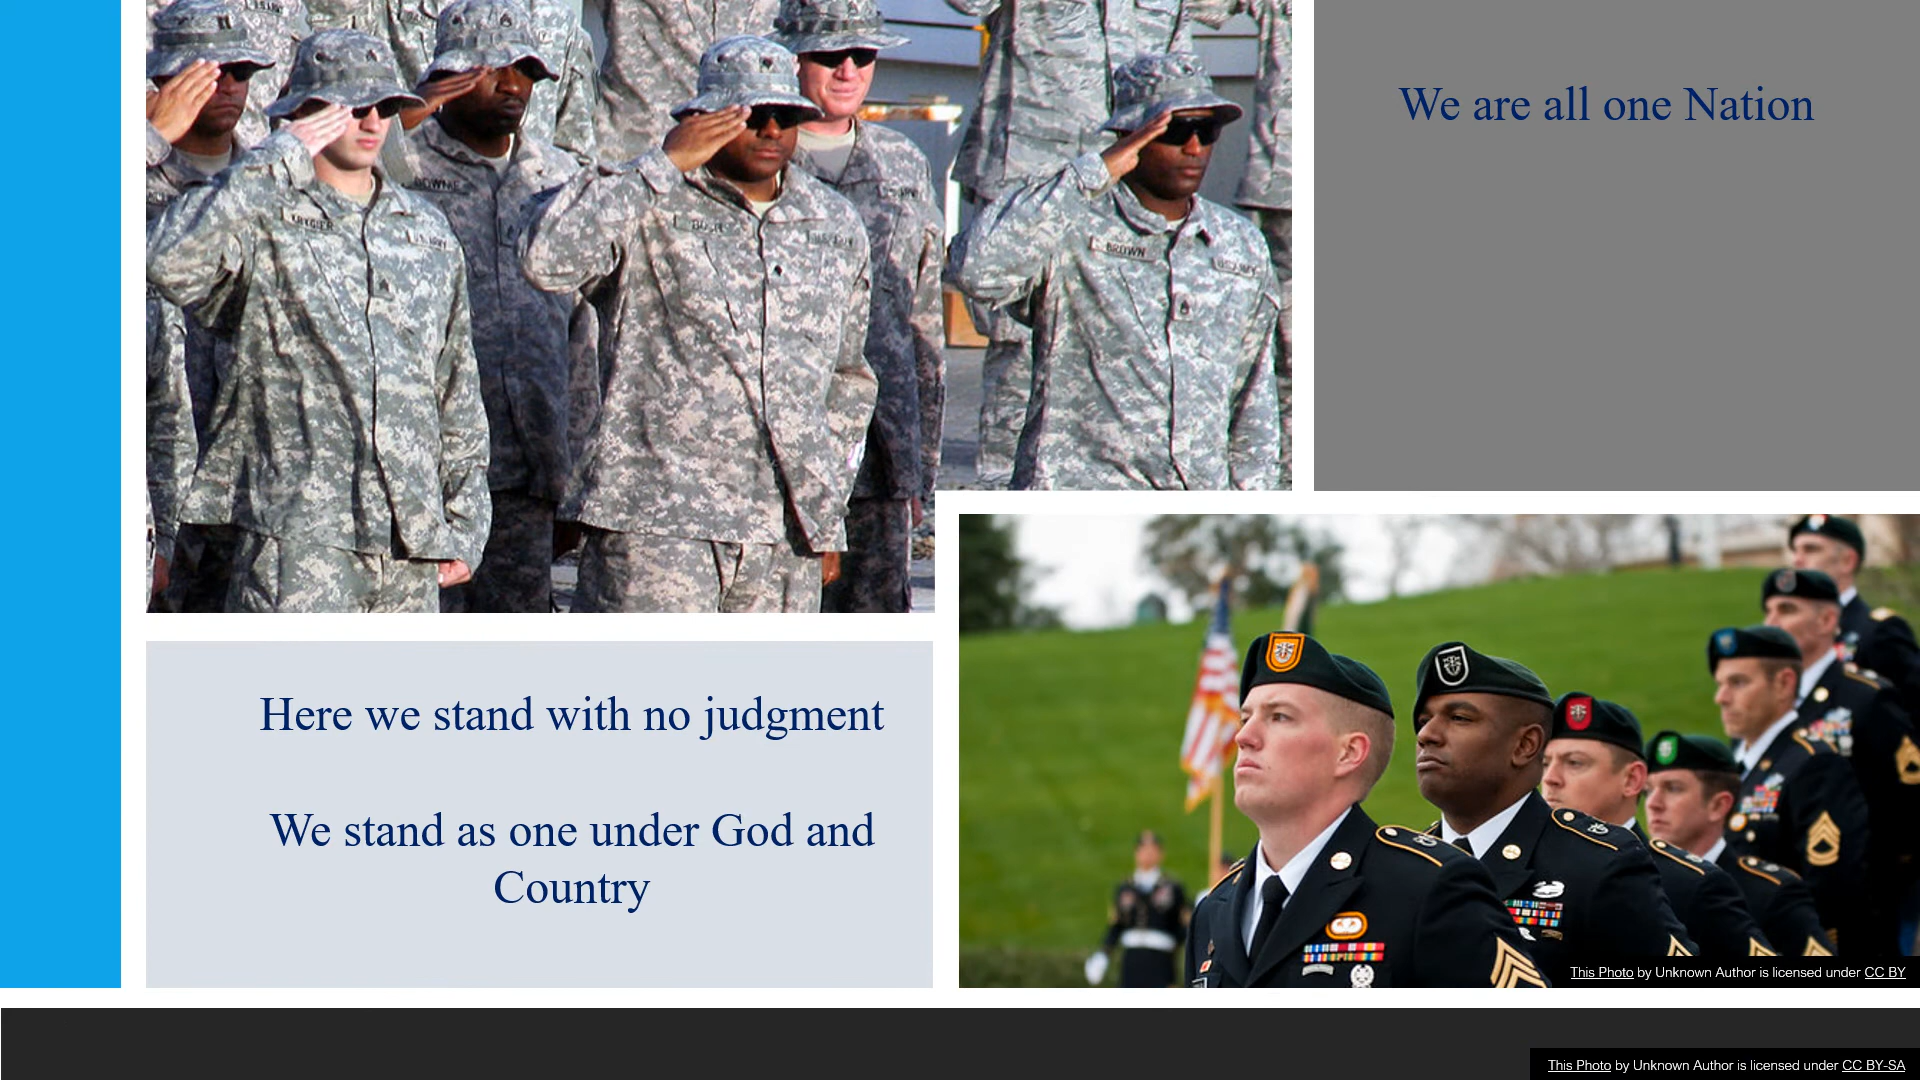 We are all one Nation
BROWN
U.S. ARMY
Here we stand with no judgment
We stand as one under God and
Country
This Photo by Unknown Author is licensed under CC BY
This Photo by Unknown Author is licensed under CC BY-SA